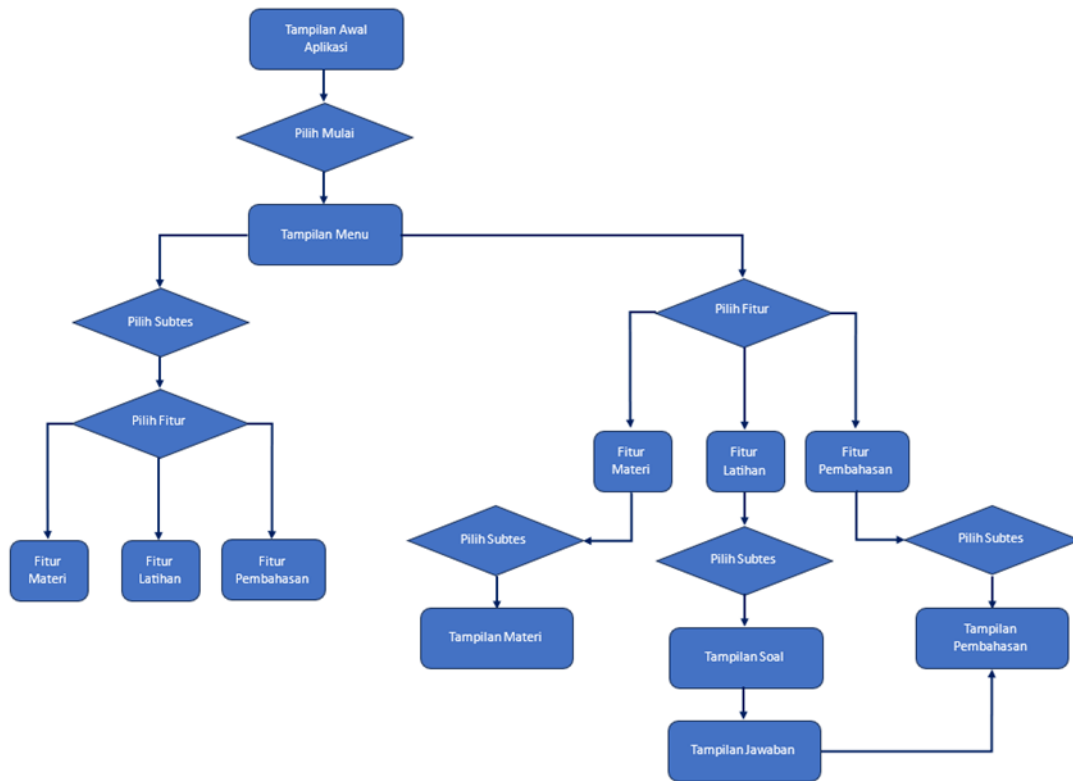 Tampilan Awal
Aplikasi
Pilih Mulai
Tampilan Menu
Pilih Subtes
Pilih Fitur
Fitur
Materi
Fitur
Latihan
Fitur
Pembahasan
Pilih Fitur
Fitur
Materi
Fitur
Latihan
Fitur
Pembahasan
Pilih Subtes
Pilih Subtes
Pilih Subtes
Tampilan Materi
Tampilan Soal
Tampilan
Pembahasan
Tampilan Jawaban